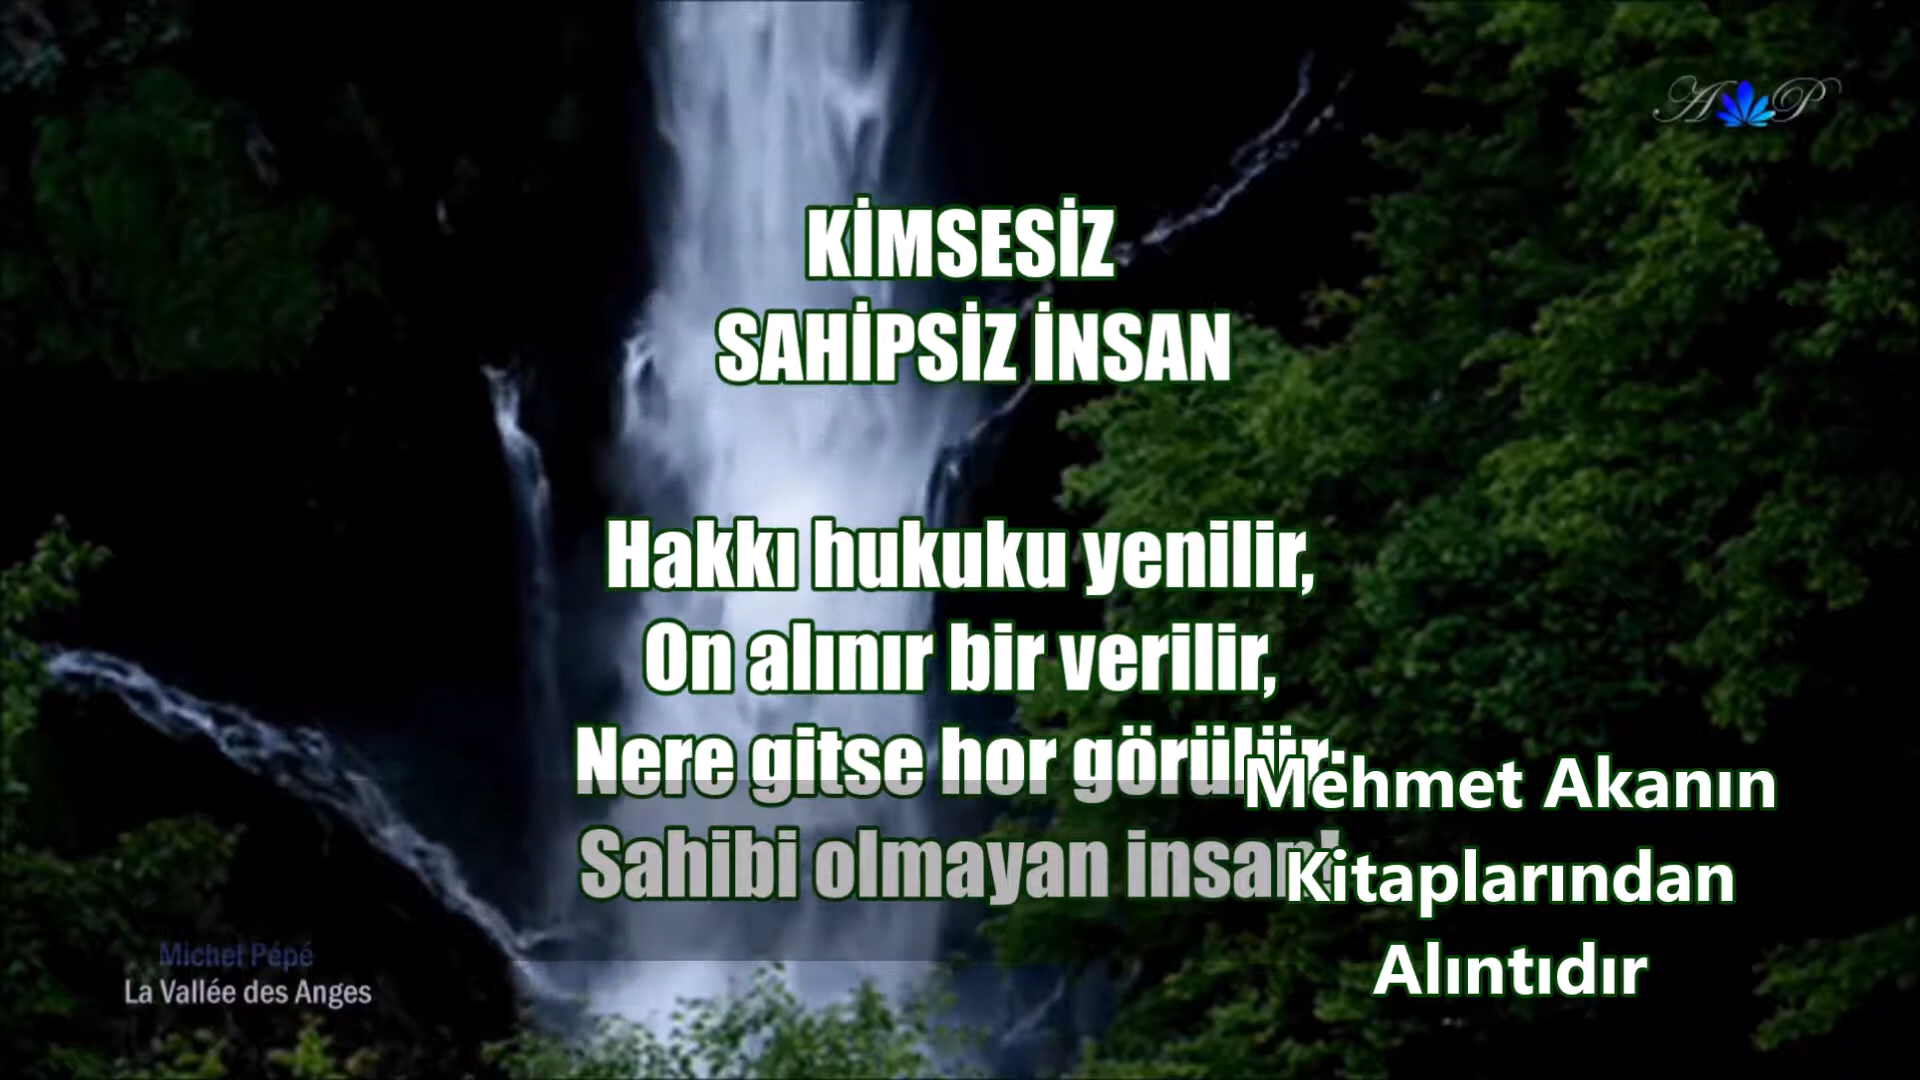 A P
KİMSESİZ
SAHİPSİZ İNSAN
Hakkı hukuku yenilir,
On alınır bir verilir,
Nere gitse hor görülür;
Sahibi olmayan insan!
Mehmet Akanın
Kitaplarından
Alıntıdır
Michel Pépé
La Vallée des Anges